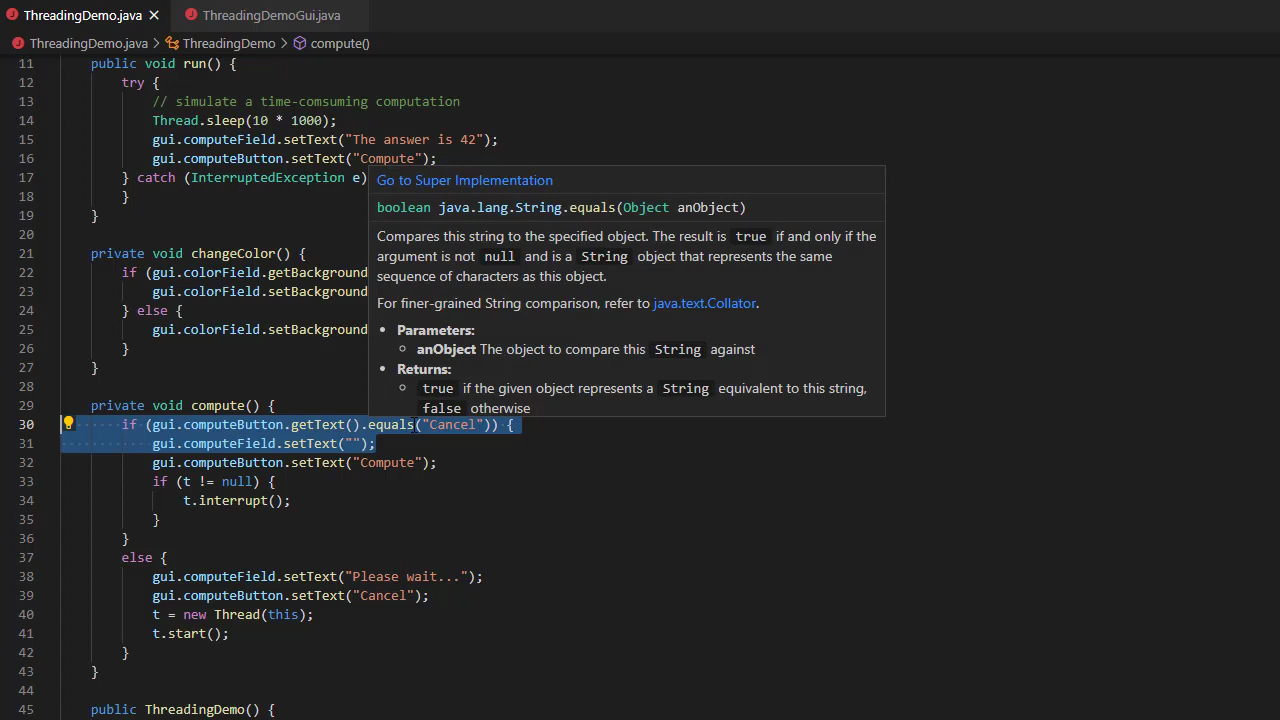 ThreadingDemo.java ThreadingDemoGui.java
ThreadingDemo.java > ThreadingDemo > compute()
11 public void run() {
12 try {
13 // simulate a time-comsuming computation
14 Thread.sleep(10 * 1000);
15 gui.computeField.setText("The answer is 42");
16 gui.computeButton.setText("Compute");
17 } catch (InterruptedException e)
18 }
19 }
20
21 private void changeColor() {
22 if (gui.colorField.getBackground
23 gui.colorField.setBackground
24 } else {
25 gui.colorField.setBackground
26 }
27 }
28
Go to Super Implementation
boolean java.lang.String.equals(Object anObject)
Compares this string to the specified object. The result is true if and only if the
argument is not null and is a String object that represents the same
sequence of characters as this object.
For finer-grained String comparison, refer to java.text.Collator.
• Parameters:
○ anObject The object to compare this String against
• Returns:
○ true if the given object represents a String equivalent to this string,
false otherwise
29 private void compute() {
30 if (gui.computeButton.getText().equals("Cancel")) {
31 gui.computeField.setText("");
32 gui.computeButton.setText("Compute");
33 if (t != null) {
34 t.interrupt();
35 }
36 }
37 else {
38 gui.computeField.setText("Please wait...");
39 gui.computeButton.setText("Cancel");
40 t = new Thread(this);
41 t.start();
42 }
43 }
44
45 public ThreadingDemo() {